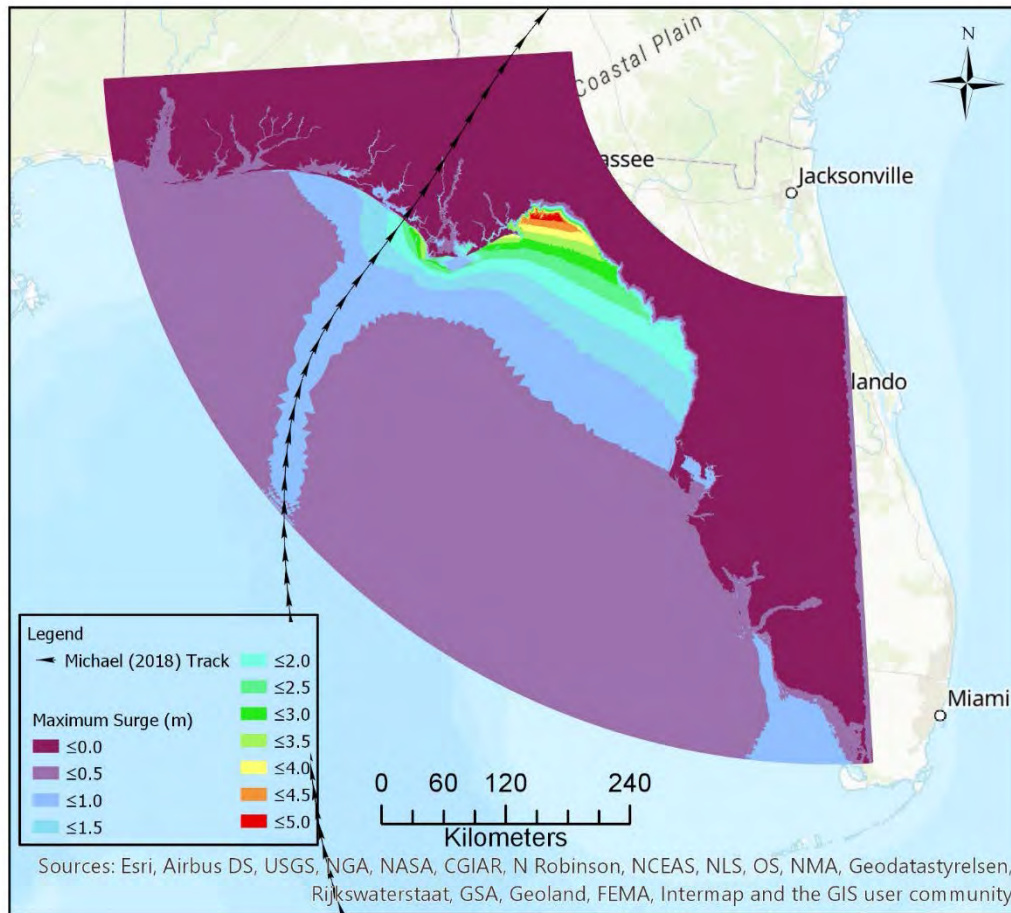 N
Coastal Plain
assee
Jacksonville
lando
Miami
Legend
Michael (2018) Track
Maximum Surge (m)
≤0.0
≤0.5
≤1.0
≤1.5
≤2.0
≤2.5
≤3.0
≤3.5
≤4.0
≤4.5
≤5.0
0 60 120 240
Kilometers
Sources: Esri, Airbus DS, USGS, NGA, NASA, CGIAR, N Robinson, NCEAS, NLS, OS, NMA, Geodatastyrelsen,
Rijkswaterstaat, GSA, Geoland, FEMA, Intermap and the GIS user community